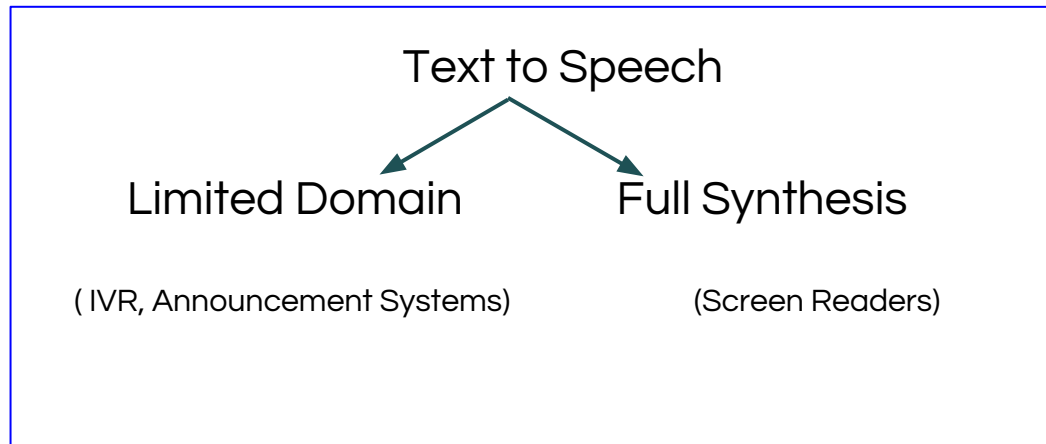 Text to Speech
Limited Domain Full Synthesis
( IVR, Announcement Systems) (Screen Readers)